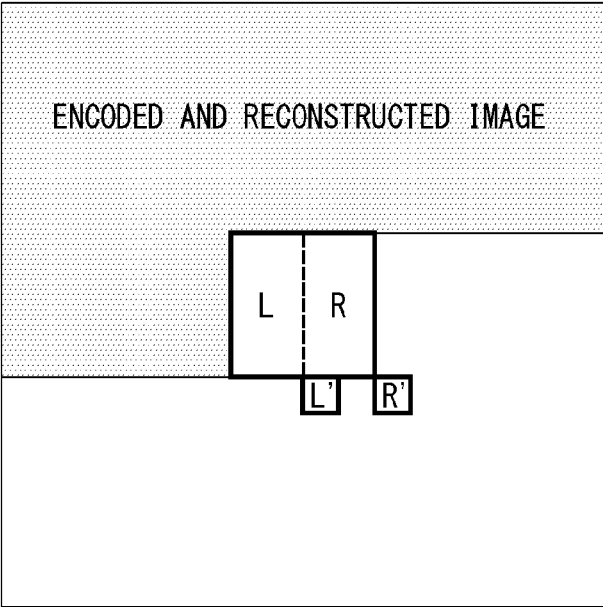 ENCODED AND RECONSTRUCTED IMAGE
L R
L' R'